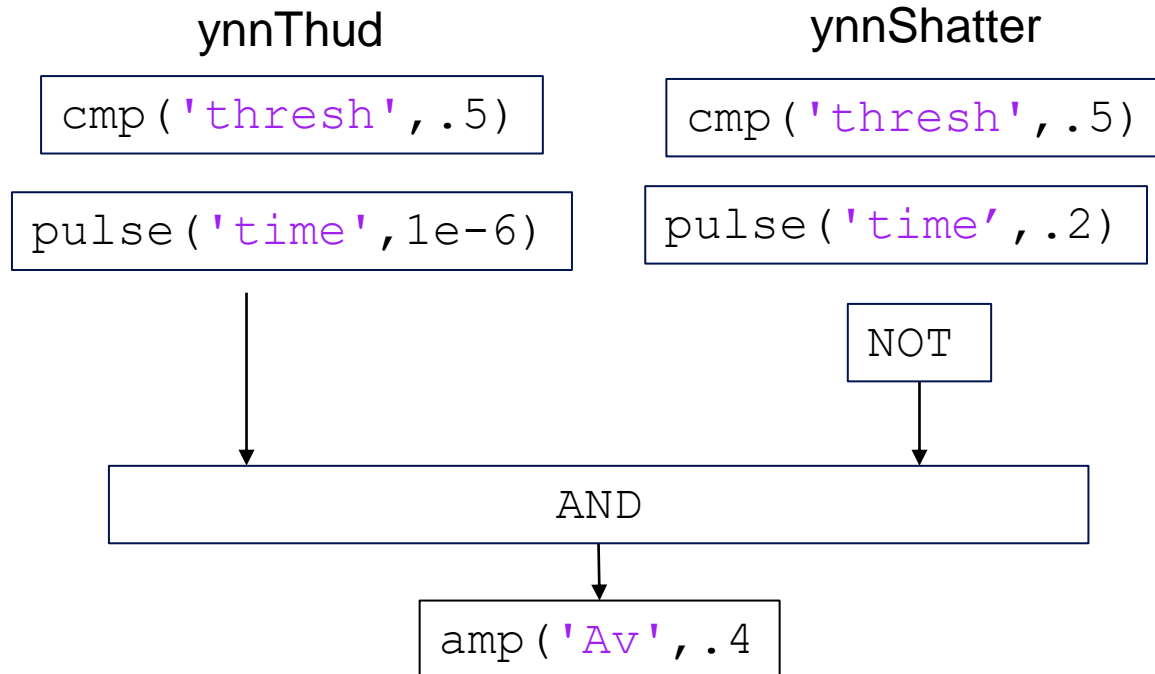 ynnThud
ynnShatter
cmp('thresh',.5)
cmp('thresh',.5)
pulse('time',1e-6)
pulse('time’,.2)
NOT
AND
amp('Av',.4